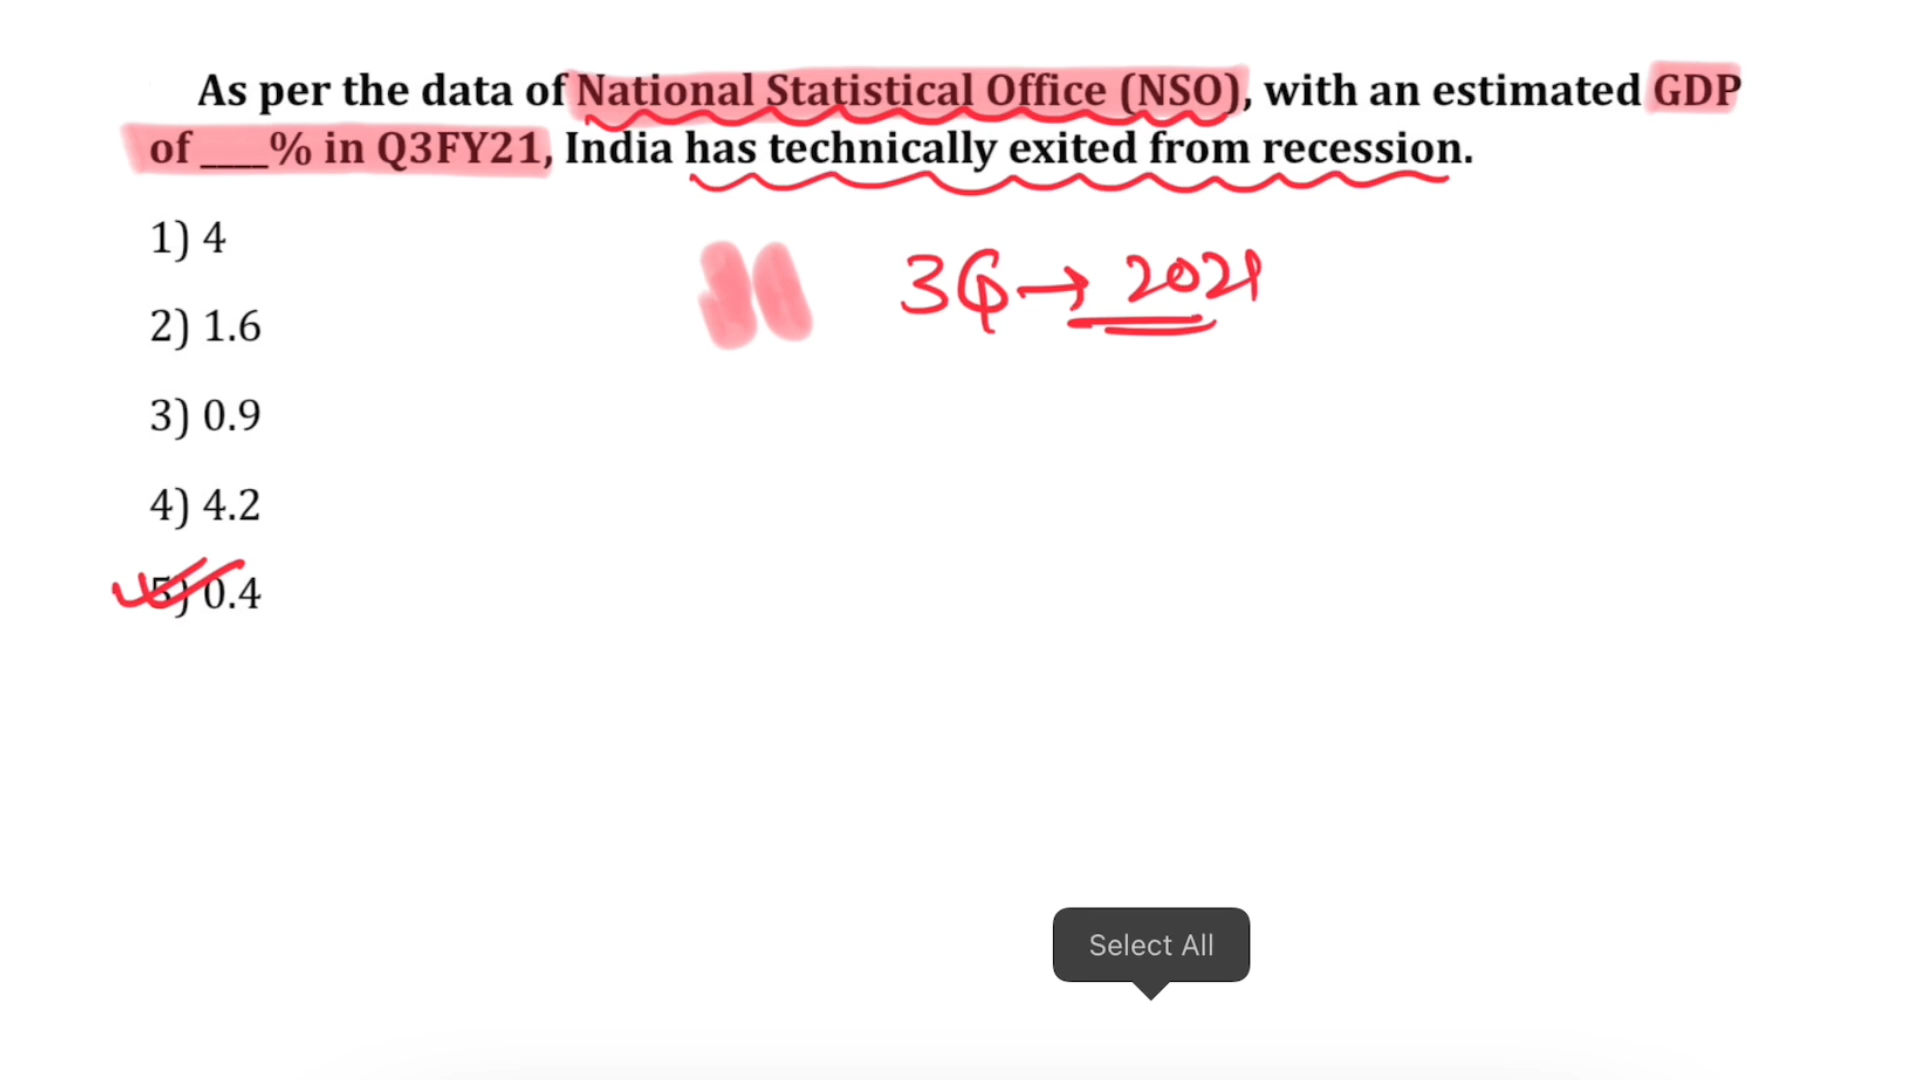 As per the data of National Statistical Office (NSO), with an estimated GDP
of ___% in Q3FY21, India has technically exited from recession.
1) 4
3Q → 2021
2) 1.6
3) 0.9
4) 4.2
5) 0.4
Select All